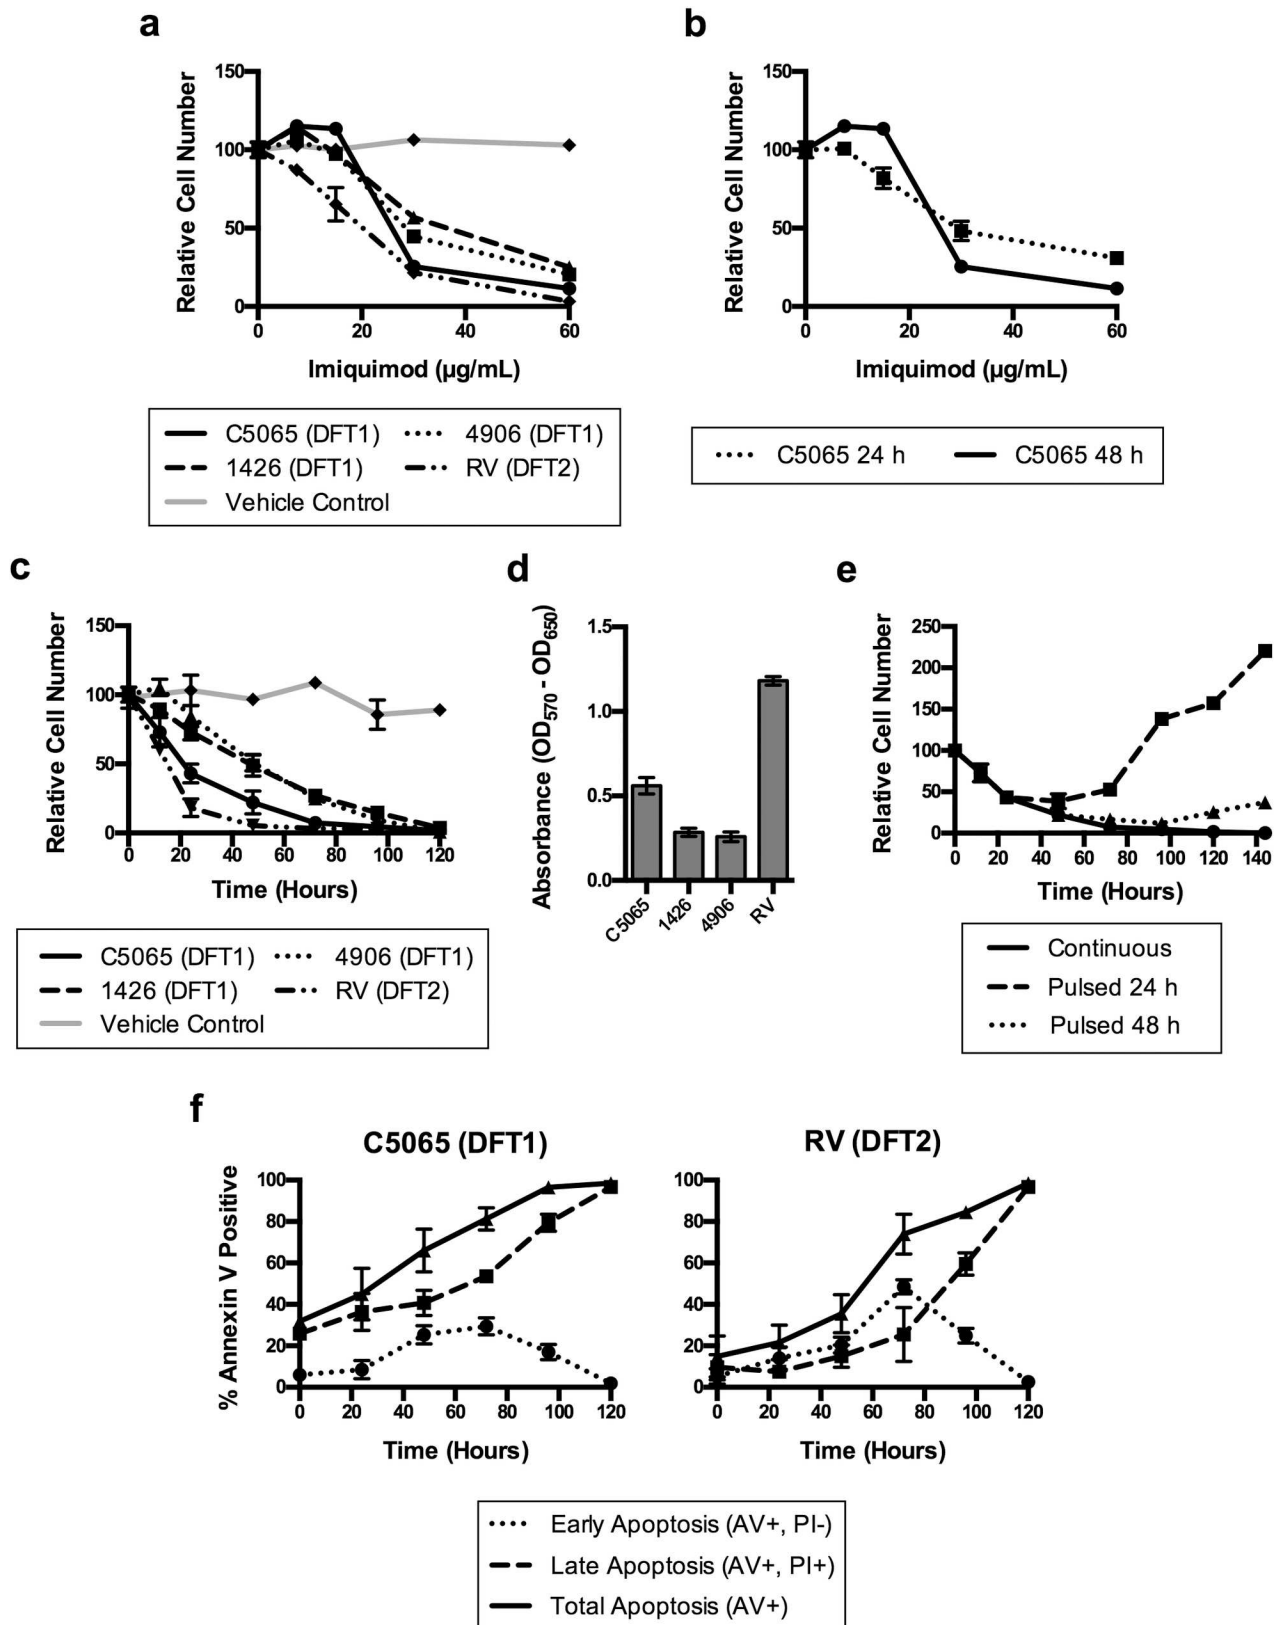 a
150
100
50
0
Relative Cell Number
0 20 40 60
Imiquimod (µg/mL)
C5065 (DFT1) 4906 (DFT1)
1426 (DFT1) RV (DFT2)
Vehicle Control
b
150
100
50
0
Relative Cell Number
0 20 40 60
Imiquimod (µg/mL)
C5065 24 h C5065 48 h
c
150
100
50
0
Relative Cell Number
0 20 40 60 80 100 120
Time (Hours)
C5065 (DFT1) 4906 (DFT1)
1426 (DFT1) RV (DFT2)
Vehicle Control
d
1.5
1.0
0.5
0.0
Absorbance (OD570 - OD650)
C5065 1426 4906 RV
e
250
200
150
100
50
0
Relative Cell Number
0 20 40 60 80 100 120 140
Time (Hours)
Continuous
Pulsed 24 h
Pulsed 48 h
f
C5065 (DFT1)
100
80
60
40
20
0
% Annexin V Positive
0 20 40 60 80 100 120
Time (Hours)
RV (DFT2)
100
80
60
40
20
0
0 20 40 60 80 100 120
Time (Hours)
Early Apoptosis (AV+, PI-)
Late Apoptosis (AV+, PI+)
Total Apoptosis (AV+)